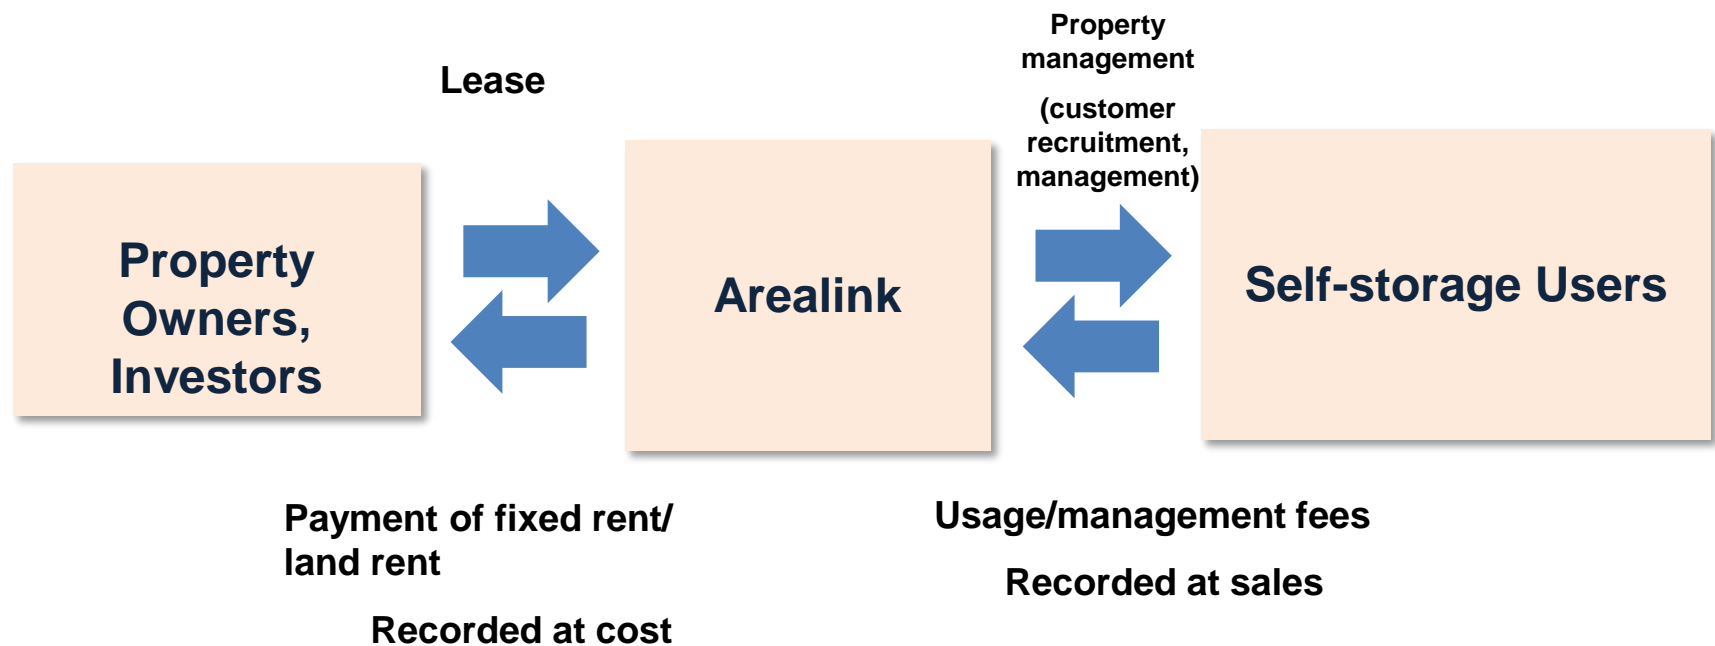 Lease
Property
management
(customer
recruitment,
management)
Property
Owners,
Investors
Arealink
Self-storage Users
Payment of fixed rent/
land rent
Recorded at cost
Usage/management fees
Recorded at sales